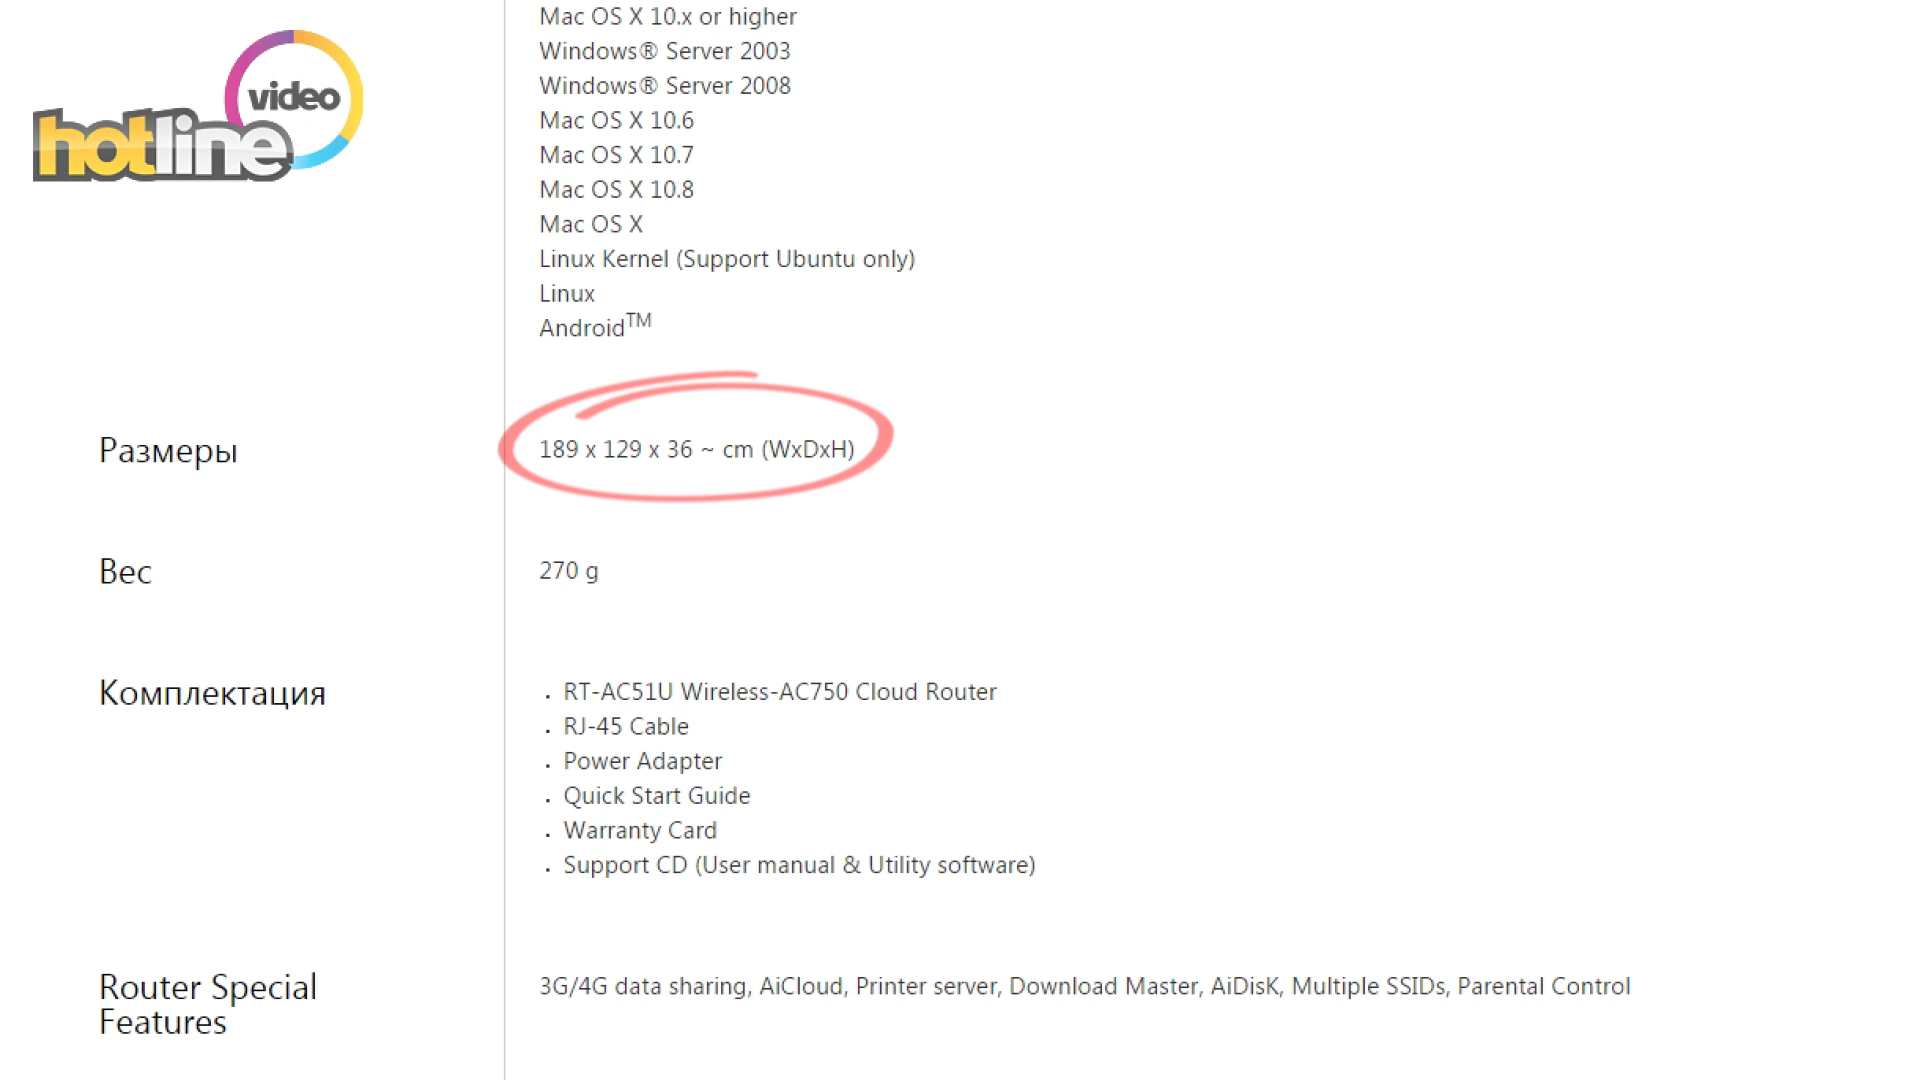 video
hotline
Mac OS X 10.x or higher
Windows® Server 2003
Windows® Server 2008
Mac OS X 10.6
Mac OS X 10.7
Mac OS X 10.8
Mac OS X
Linux Kernel (Support Ubuntu only)
Linux
Android™
Размеры
189 x 129 x 36 ~ cm (WxDxH)
Вес
270 g
Комплектация
• RT-AC51U Wireless-AC750 Cloud Router
• RJ-45 Cable
• Power Adapter
• Quick Start Guide
• Warranty Card
• Support CD (User manual & Utility software)
Router Special
Features
3G/4G data sharing, AiCloud, Printer server, Download Master, AiDisK, Multiple SSIDs, Parental Control